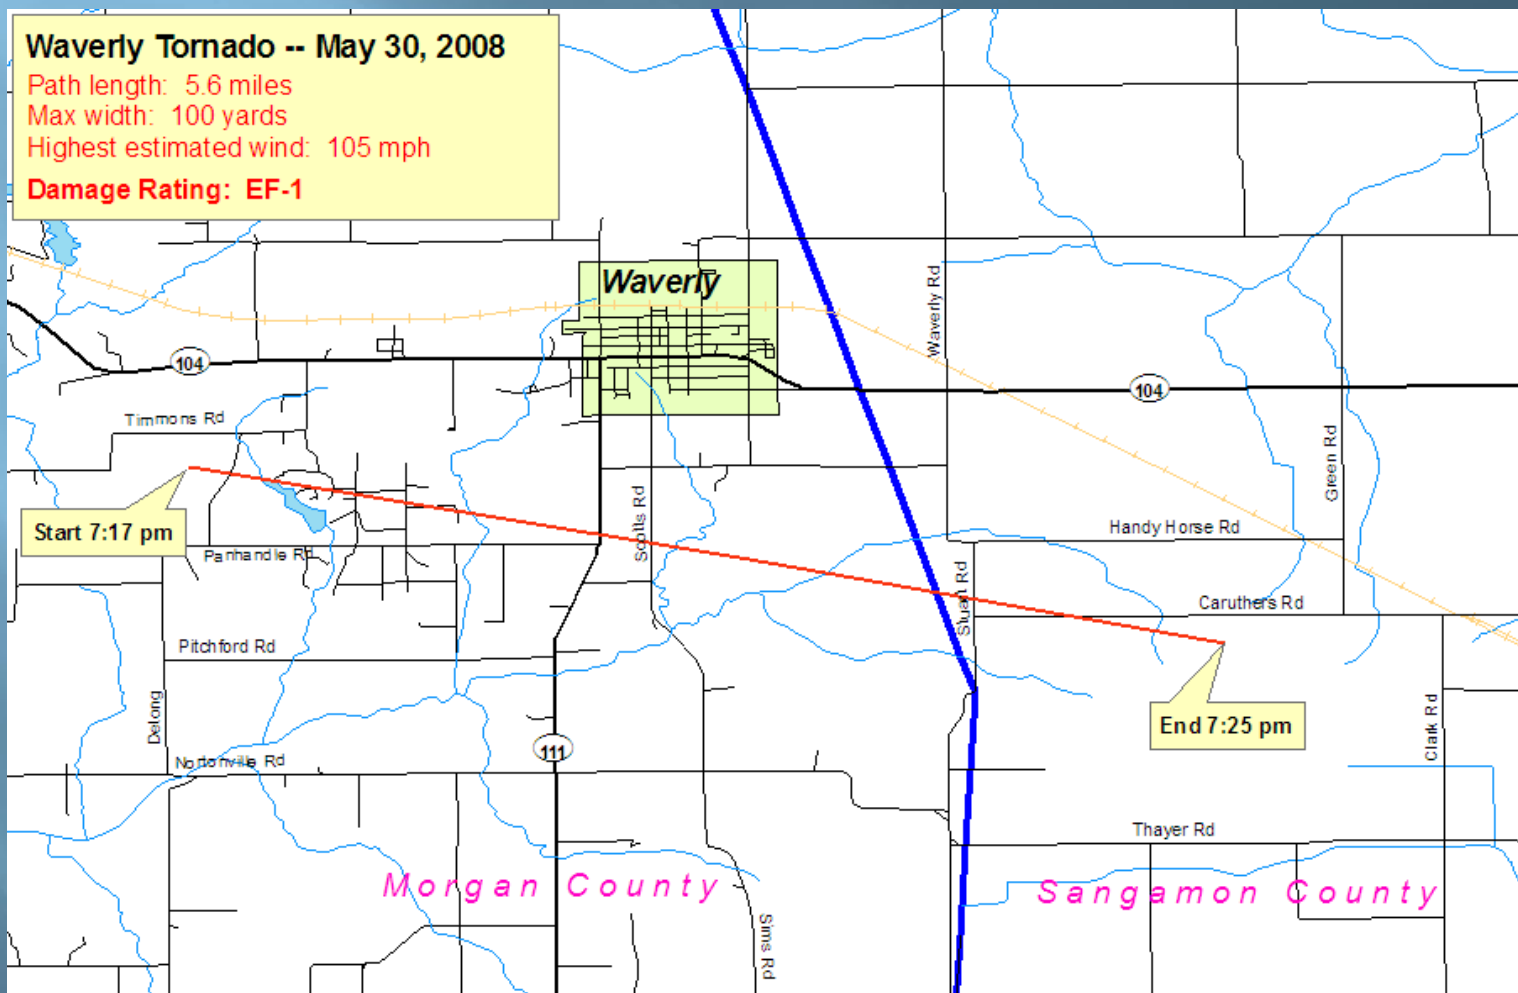 Waverly Tornado -- May 30, 2008
Path length: 5.6 miles
Max width: 100 yards
Highest estimated wind: 105 mph
Damage Rating: EF-1
Waverly
Waverly Rd
104
104
Timmons Rd
Green Rd
Start 7:17 pm
Scotts Rd
Handy Horse Rd
Panhandle Rd
Stuart Rd
Caruthers Rd
Pitchford Rd
Delong
End 7:25 pm
Clark Rd
111
Nortonville Rd
Thayer Rd
Morgan County
Sangamon County
Sims Rd